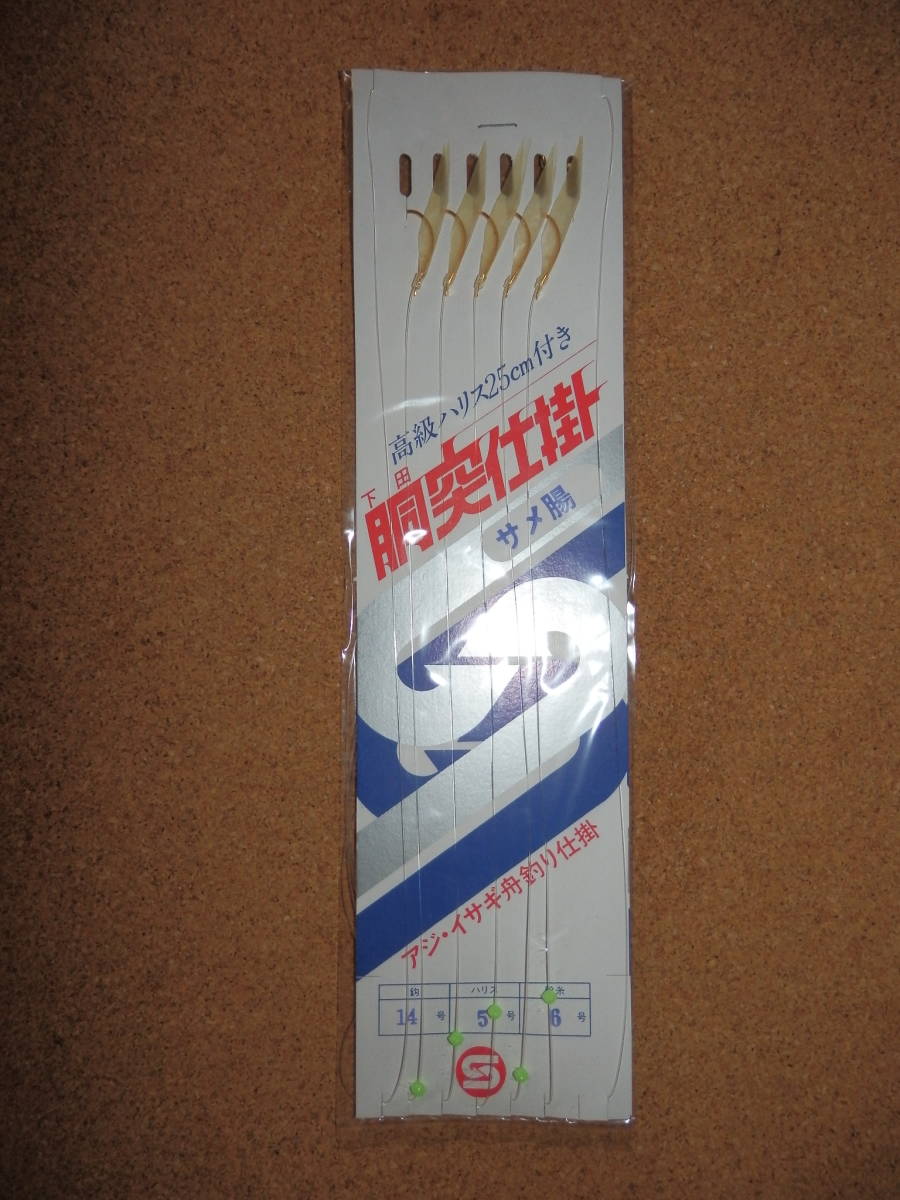 高級ハリス25cm付き
下田
胴突仕掛
サメ腸
アジ・イサギ舟釣り仕掛
鈎 ハリス 幹糸
14号 5号 6号
S